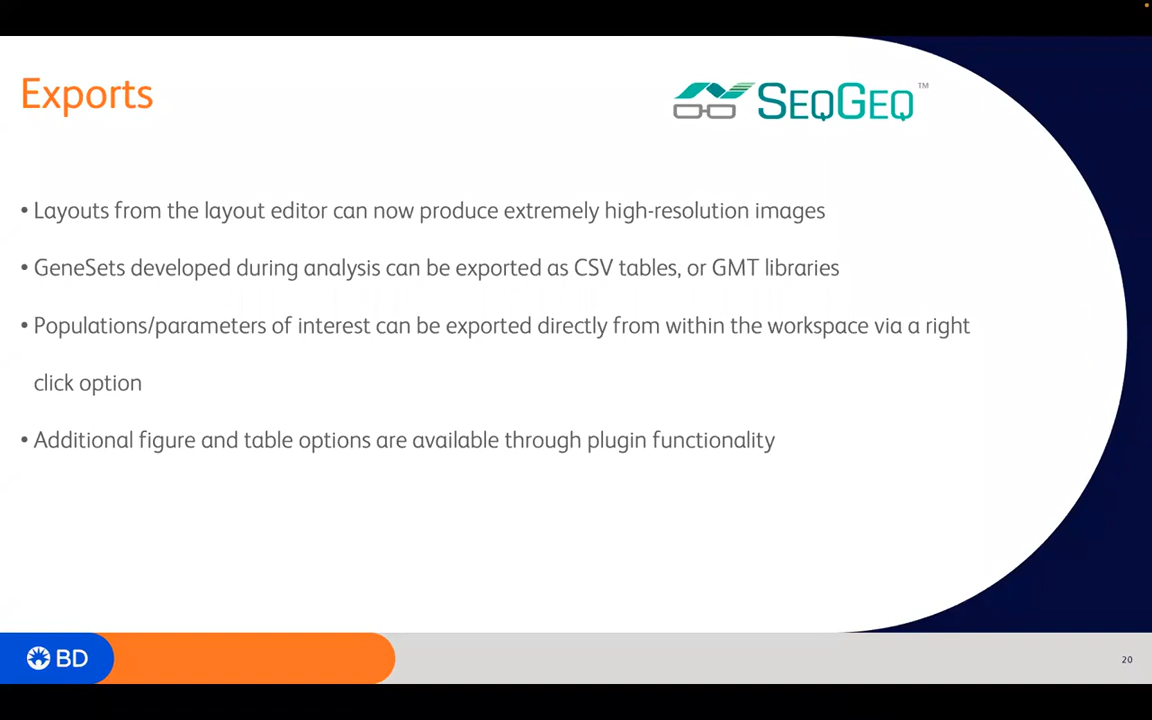 Exports
SEQGEQ™
• Layouts from the layout editor can now produce extremely high-resolution images
• GeneSets developed during analysis can be exported as CSV tables, or GMT libraries
• Populations/parameters of interest can be exported directly from within the workspace via a right
click option
• Additional figure and table options are available through plugin functionality
BD
20